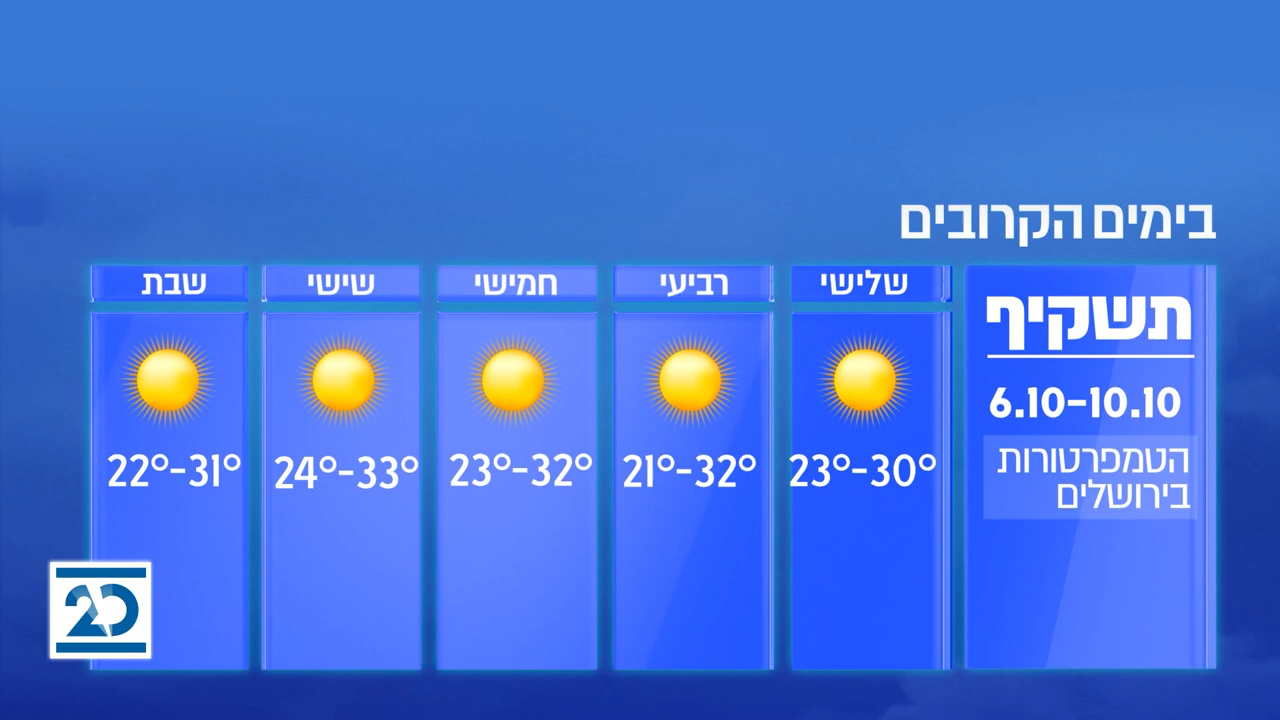 בימים הקרובים
תשקיף
6.10-10.10
הטמפרטורות
בירושלים
שלישי
23°-30°
רביעי
21°-32°
חמישי
23°-32°
שישי
24°-33°
שבת
22°-31°
20